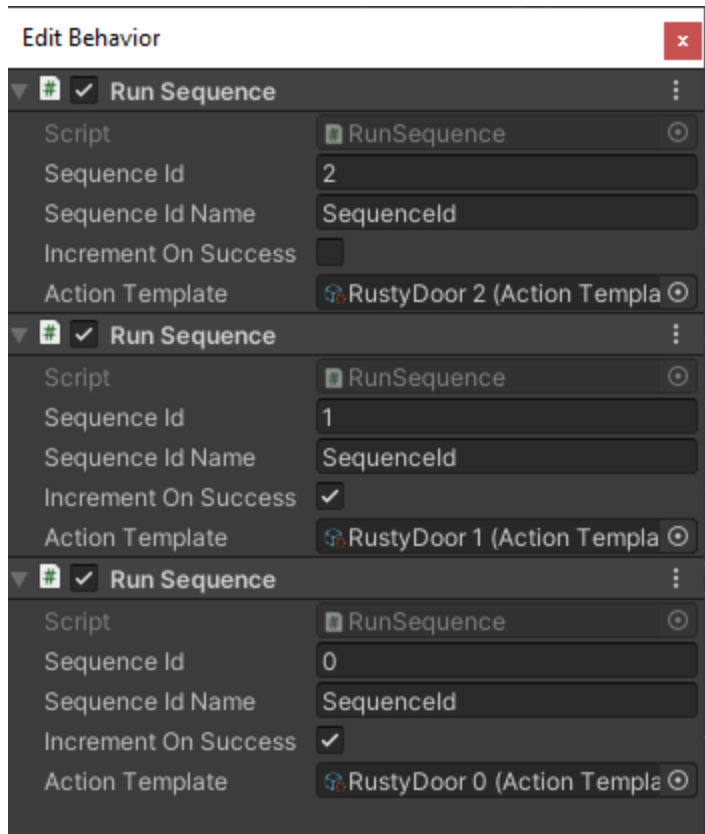 Edit Behavior x
# Run Sequence
Script # RunSequence
Sequence Id 2
Sequence Id Name SequenceId
Increment On Success
Action Template RustyDoor 2 (Action Templa
# Run Sequence
Script # RunSequence
Sequence Id 1
Sequence Id Name SequenceId
Increment On Success
Action Template RustyDoor 1 (Action Templa
# Run Sequence
Script # RunSequence
Sequence Id 0
Sequence Id Name SequenceId
Increment On Success
Action Template RustyDoor 0 (Action Templa